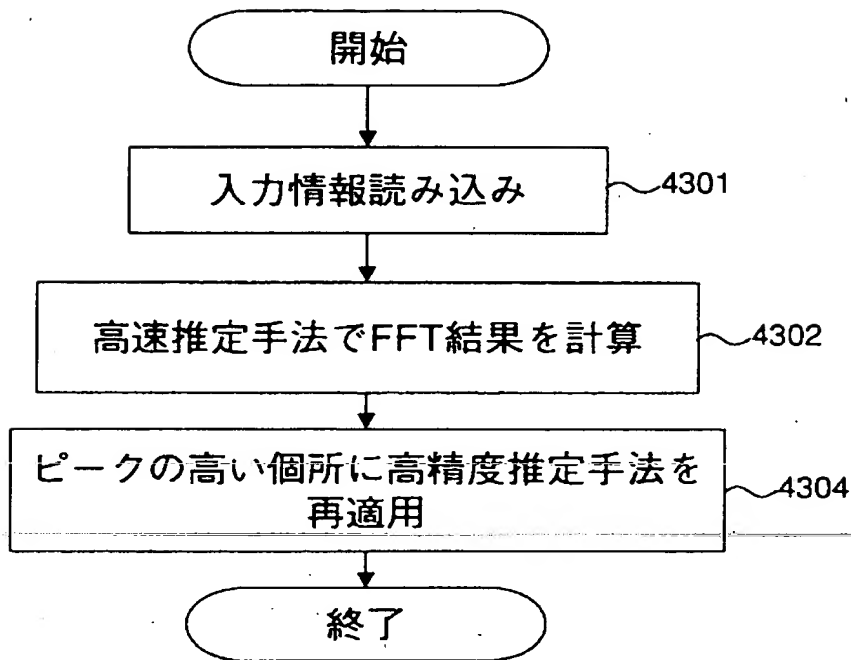 開始
入力情報読み込み
4301
高速推定手法でFFT結果を計算
4302
ピークの高い個所に高精度推定手法を
再適用
4304
終了